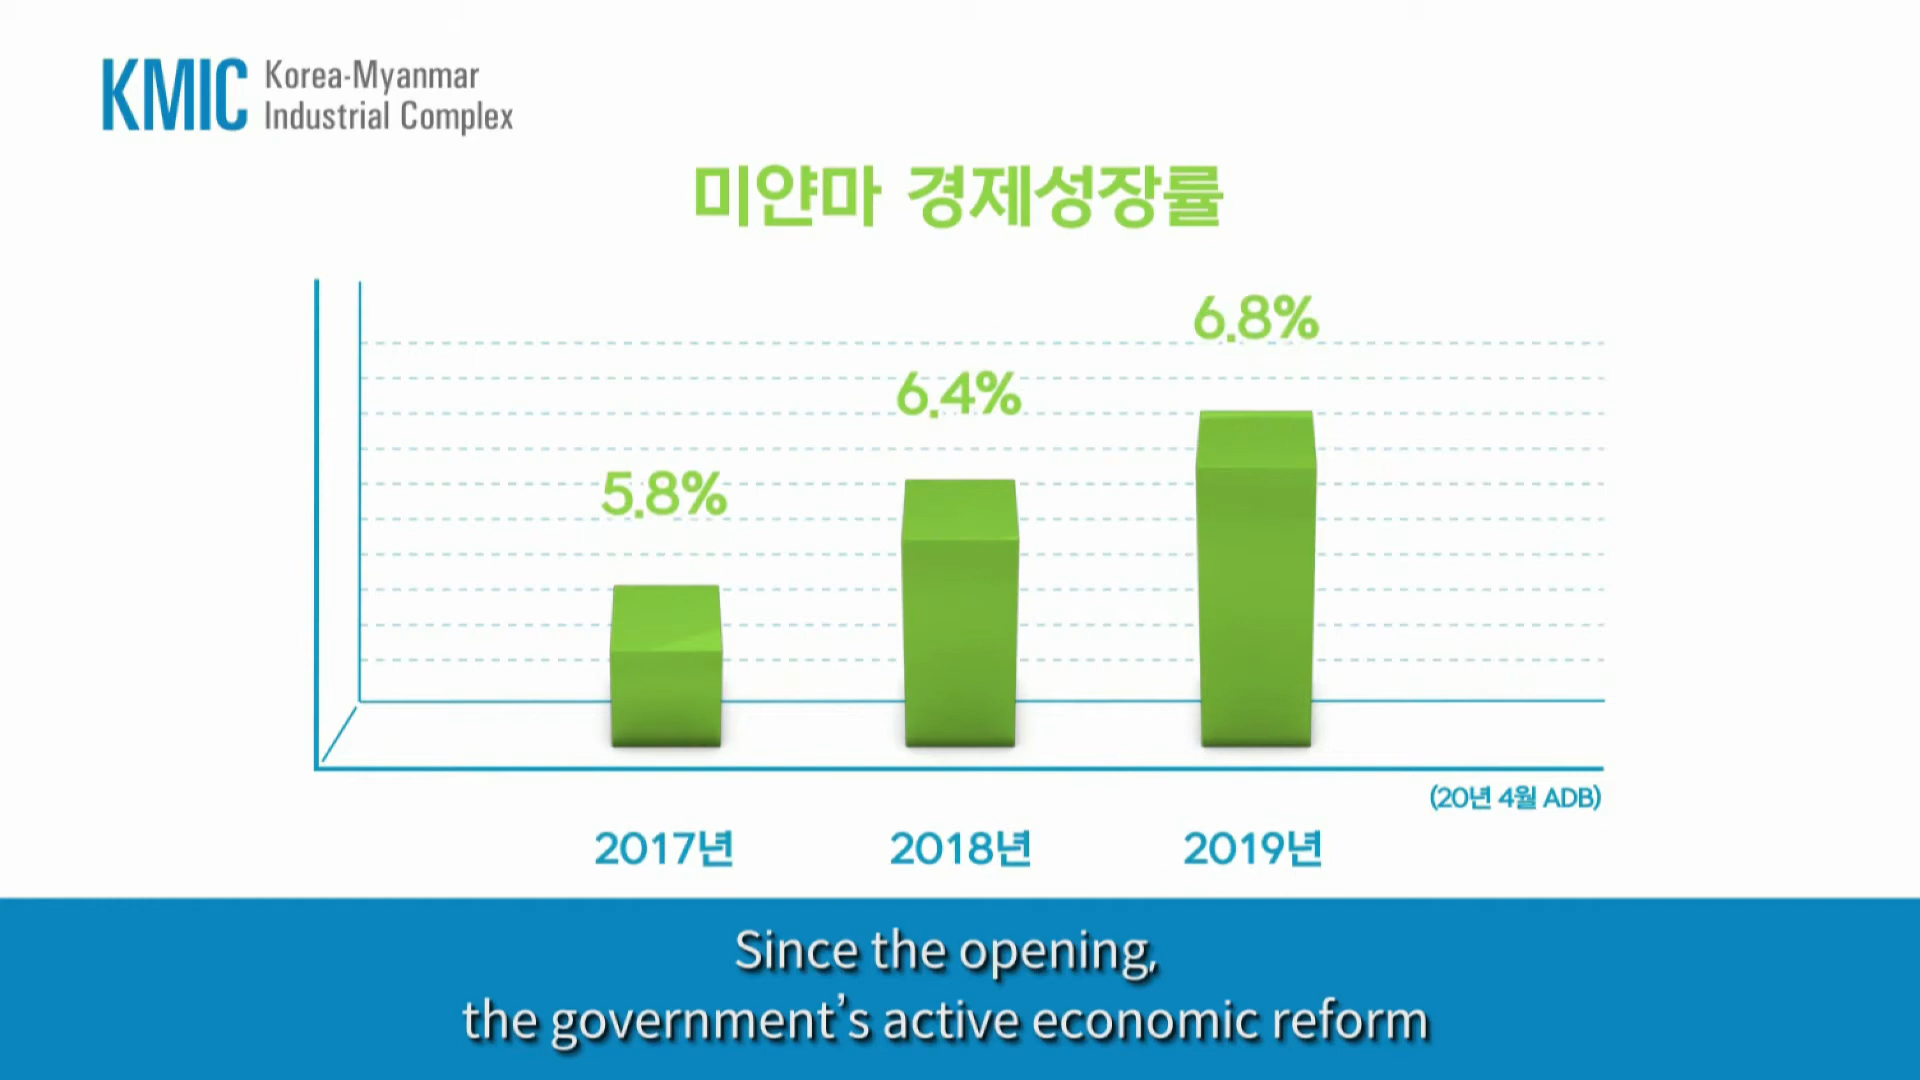 KMIC Korea-Myanmar
Industrial Complex
미얀마 경제성장률
5.8%
6.4%
6.8%
(20년 4월 ADB)
2017년
2018년
2019년
Since the opening,
the government’s active economic reform